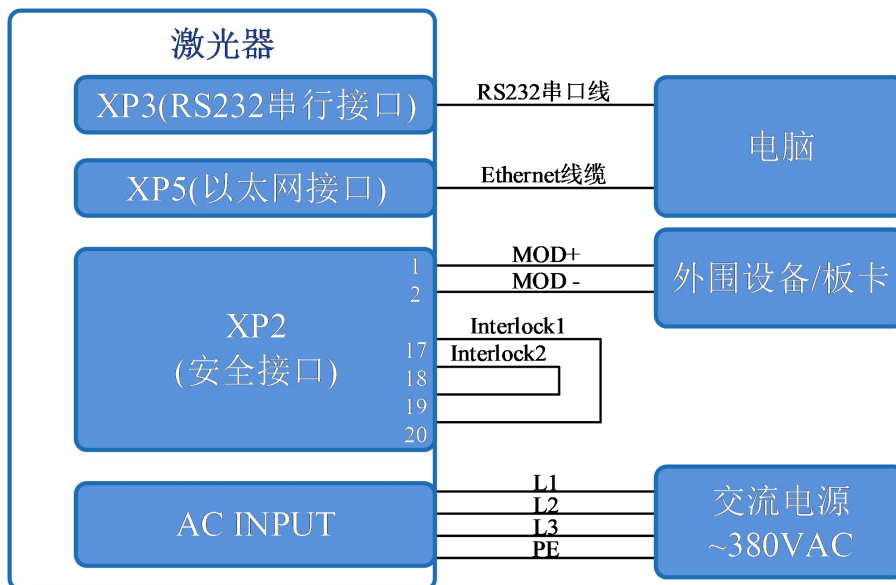 激光器
XP3(RS232串行接口)
RS232串口线
电脑
XP5(以太网接口)
Ethernet线缆
XP2
(安全接口)
1
2
17
18
19
20
MOD+
MOD -
外围设备/板卡
Interlock1
Interlock2
AC INPUT
L1
L2
L3
PE
交流电源
~380VAC